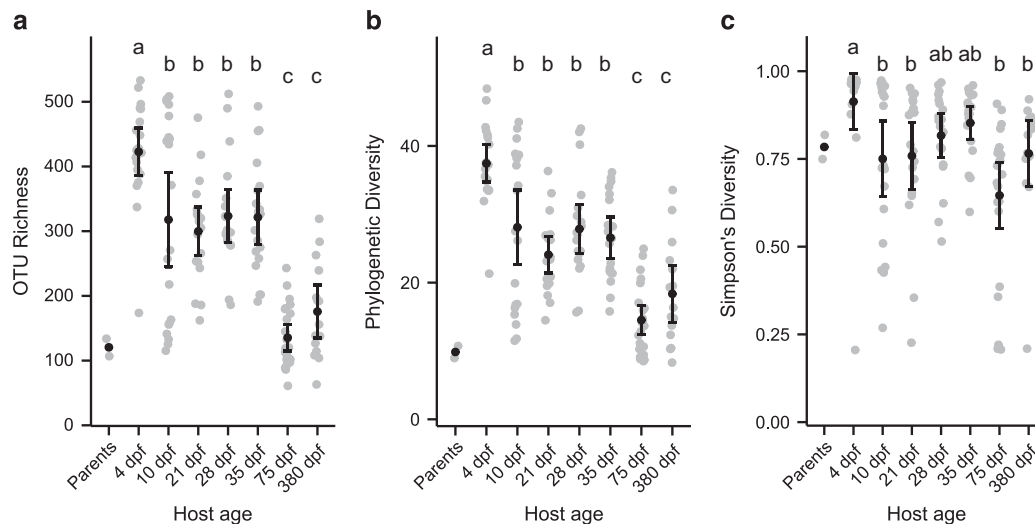 a
OTU Richness
500
400
300
200
100
0
a b b b b c c
Parents 4 dpf 10 dpf 21 dpf 28 dpf 35 dpf 75 dpf 380 dpf
Host age
b
Phylogenetic Diversity
40
20
0
a b b b b c c
Parents 4 dpf 10 dpf 21 dpf 28 dpf 35 dpf 75 dpf 380 dpf
Host age
c
Simpson's Diversity
1.00
0.75
0.50
0.25
0.00
a b b ab ab b b
Parents 4 dpf 10 dpf 21 dpf 28 dpf 35 dpf 75 dpf 380 dpf
Host age